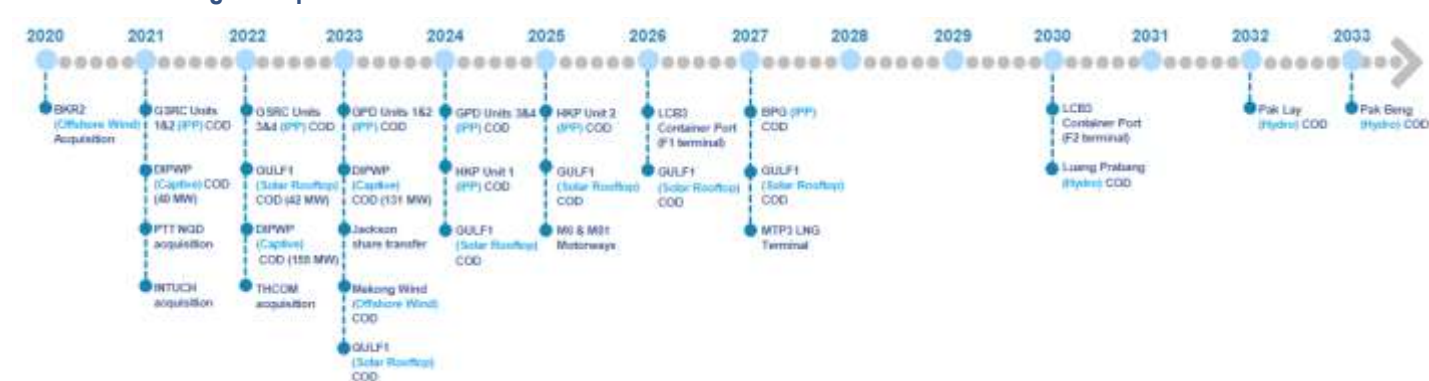 2020 2021 2022 2023 2024 2025 2026 2027 2028 2029 2030 2031 2032 2033
BKR2
(Offshore Wind)
Acquisition
GSRC Units
1&2 (IPP) COD
DIPWP
(Captive) COD
(40 MW)
PTT NGD
acquisition
INTUCH
acquisition
GSRC Units
3&4 (IPP) COD
GULF1
(Solar Rooftop)
COD (42 MW)
DIPWP
(Captive)
COD (158 MW)
THCOM
acquisition
GPD Units 1&2
(IPP) COD
DIPWP
(Captive)
COD (131 MW)
Jackson
share transfer
Mekong Wind
(Offshore Wind)
COD
GULF1
(Solar Rooftop)
COD
GPD Units 3&4
(IPP) COD
HKP Unit 1
(IPP) COD
GULF1
(Solar Rooftop)
COD
HKP Unit 2
(IPP) COD
GULF1
(Solar Rooftop)
COD
M6 & M81
Motorways
LCB3
Container Port
(F1 terminal)
GULF1
(Solar Rooftop)
COD
BPG (IPP)
COD
GULF1
(Solar Rooftop)
COD
MTP3 LNG
Terminal
LCB3
Container Port
(F2 terminal)
Luang Prabang
(Hydro) COD
Pak Lay
(Hydro) COD
Pak Beng
(Hydro) COD